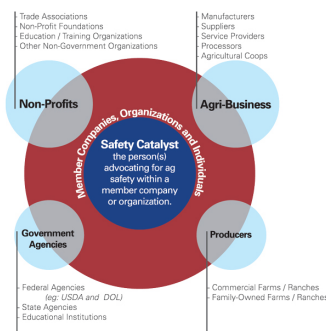 - Trade Associations
- Non-Profit Foundations
- Education / Training Organizations
- Other Non-Government Organizations
- Manufacturers
- Suppliers
- Service Providers
- Processors
- Agricultural Coops
Non-Profits
Agri-Business
Member Companies, Organizations and Individuals
Safety Catalyst
the person(s)
advocating for ag
safety within a
member company
or organization.
Government
Agencies
Producers
- Federal Agencies
(eg: USDA and DOL)
- State Agencies
- Educational Institutions
- Commercial Farms / Ranches
- Family-Owned Farms / Ranches